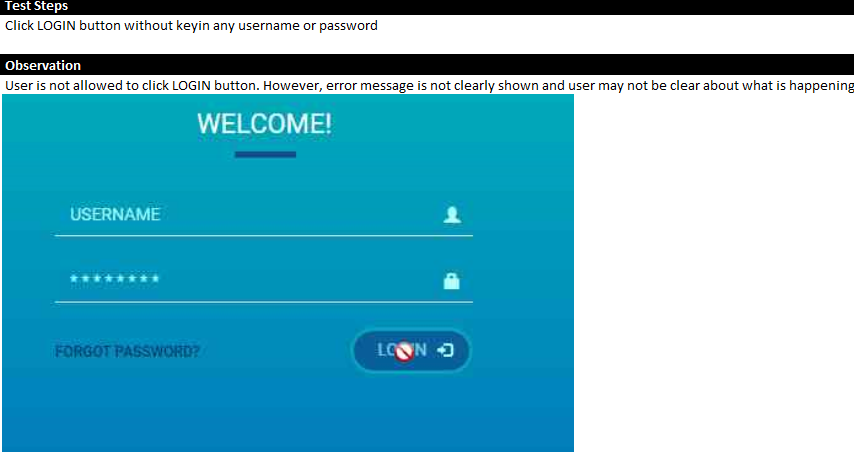 Test Steps
Click LOGIN button without keyin any username or password
Observation
User is not allowed to click LOGIN button. However, error message is not clearly shown and user may not be clear about what is happening
WELCOME!
USERNAME
********
FORGOT PASSWORD?
LOGIN